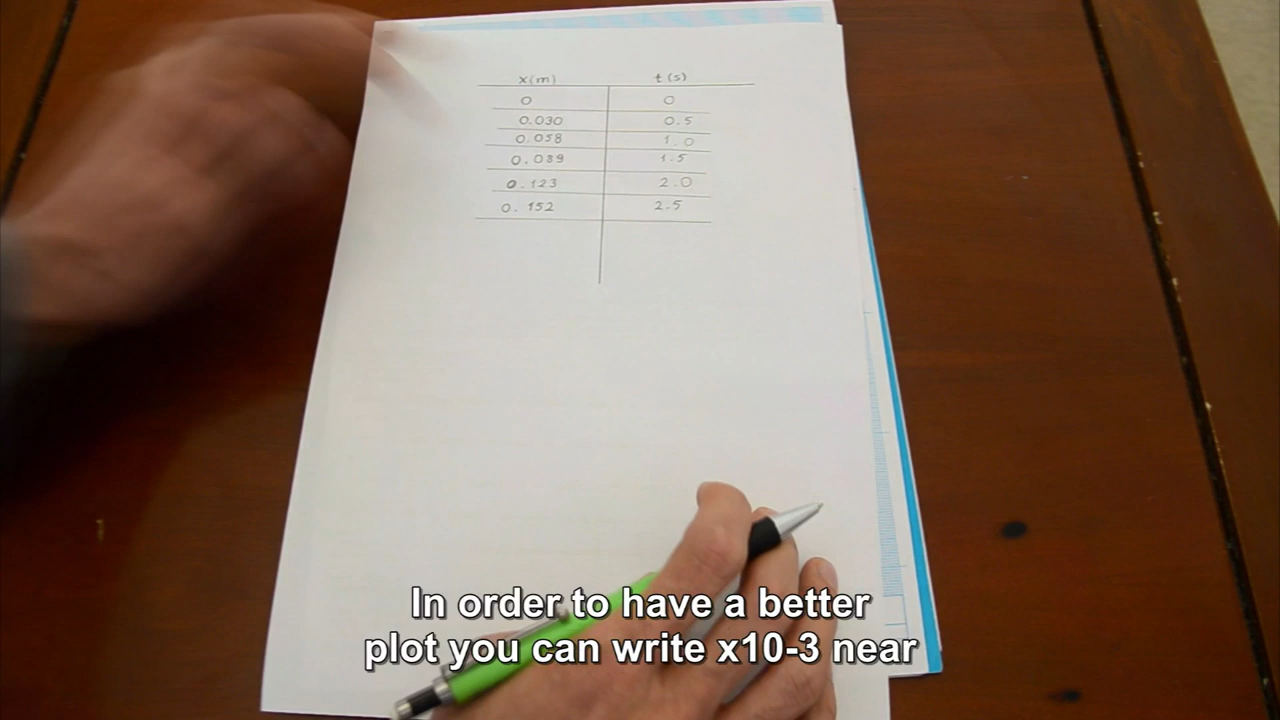 x(m) t(s)
0 0
0.030 0.5
0.058 1.0
0.089 1.5
0.123 2.0
0.152 2.5
In order to have a better
plot you can write x10-3 near